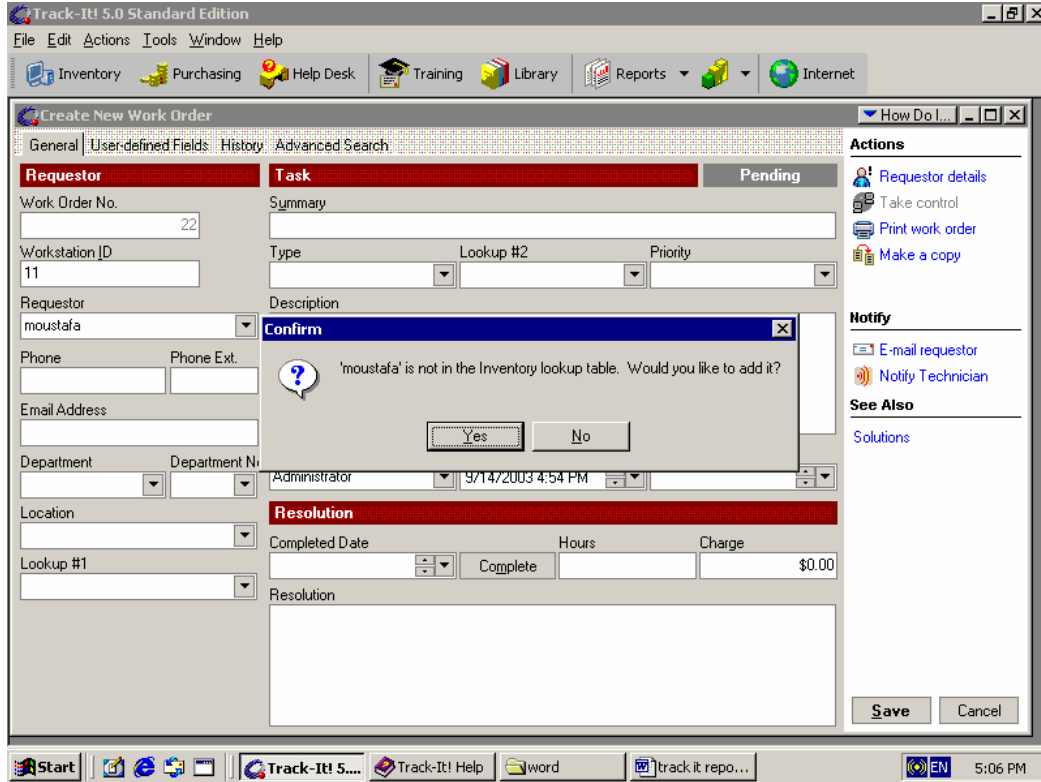 Track-It! 5.0 Standard Edition
File Edit Actions Tools Window Help
Inventory Purchasing Help Desk Training Library Reports Internet
Create New Work Order How Do I...
General User-defined Fields History Advanced Search
Requestor
Work Order No.
22
Workstation ID
11
Requestor
moustafa
Phone Phone Ext.
Email Address
Department Department N
Location
Lookup #1
Task Pending
Summary
Type Lookup #2 Priority
Description
Confirm
'moustafa' is not in the Inventory lookup table. Would you like to add it?
Yes No
Administrator 9/14/2003 4:54 PM
Resolution
Completed Date Hours Charge
Complete $0.00
Resolution
Actions
Requestor details
Take control
Print work order
Make a copy
Notify
E-mail requestor
Notify Technician
See Also
Solutions
Save Cancel
Start Track-It! 5.... Track-It! Help word track it repo... EN 5:06 PM